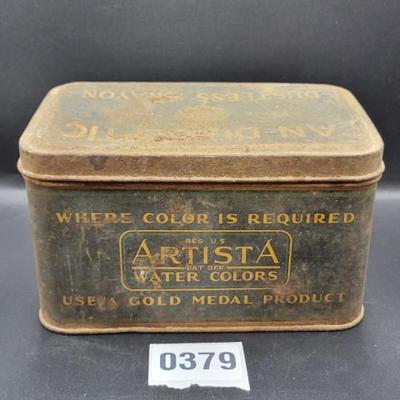 DUSTLESS CRAYON
AN-DU-SEPTIC
WHERE COLOR IS REQUIRED
REG U.S.
ARTISTA
PAT OFF.
WATER COLORS
USE A GOLD MEDAL PRODUCT
0379